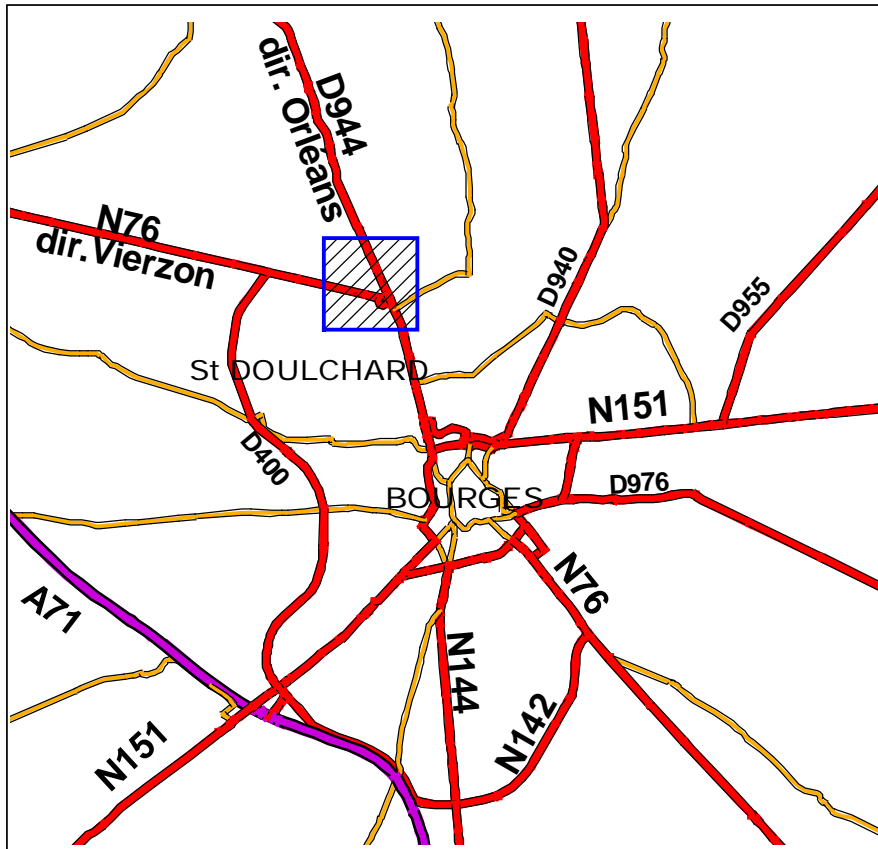 D944
dir. Orléans
N76
dir. Vierzon
D940
D955
St DOULCHARD
N151
D400
D976
BOURGES
N76
A71
N144
N142
N151